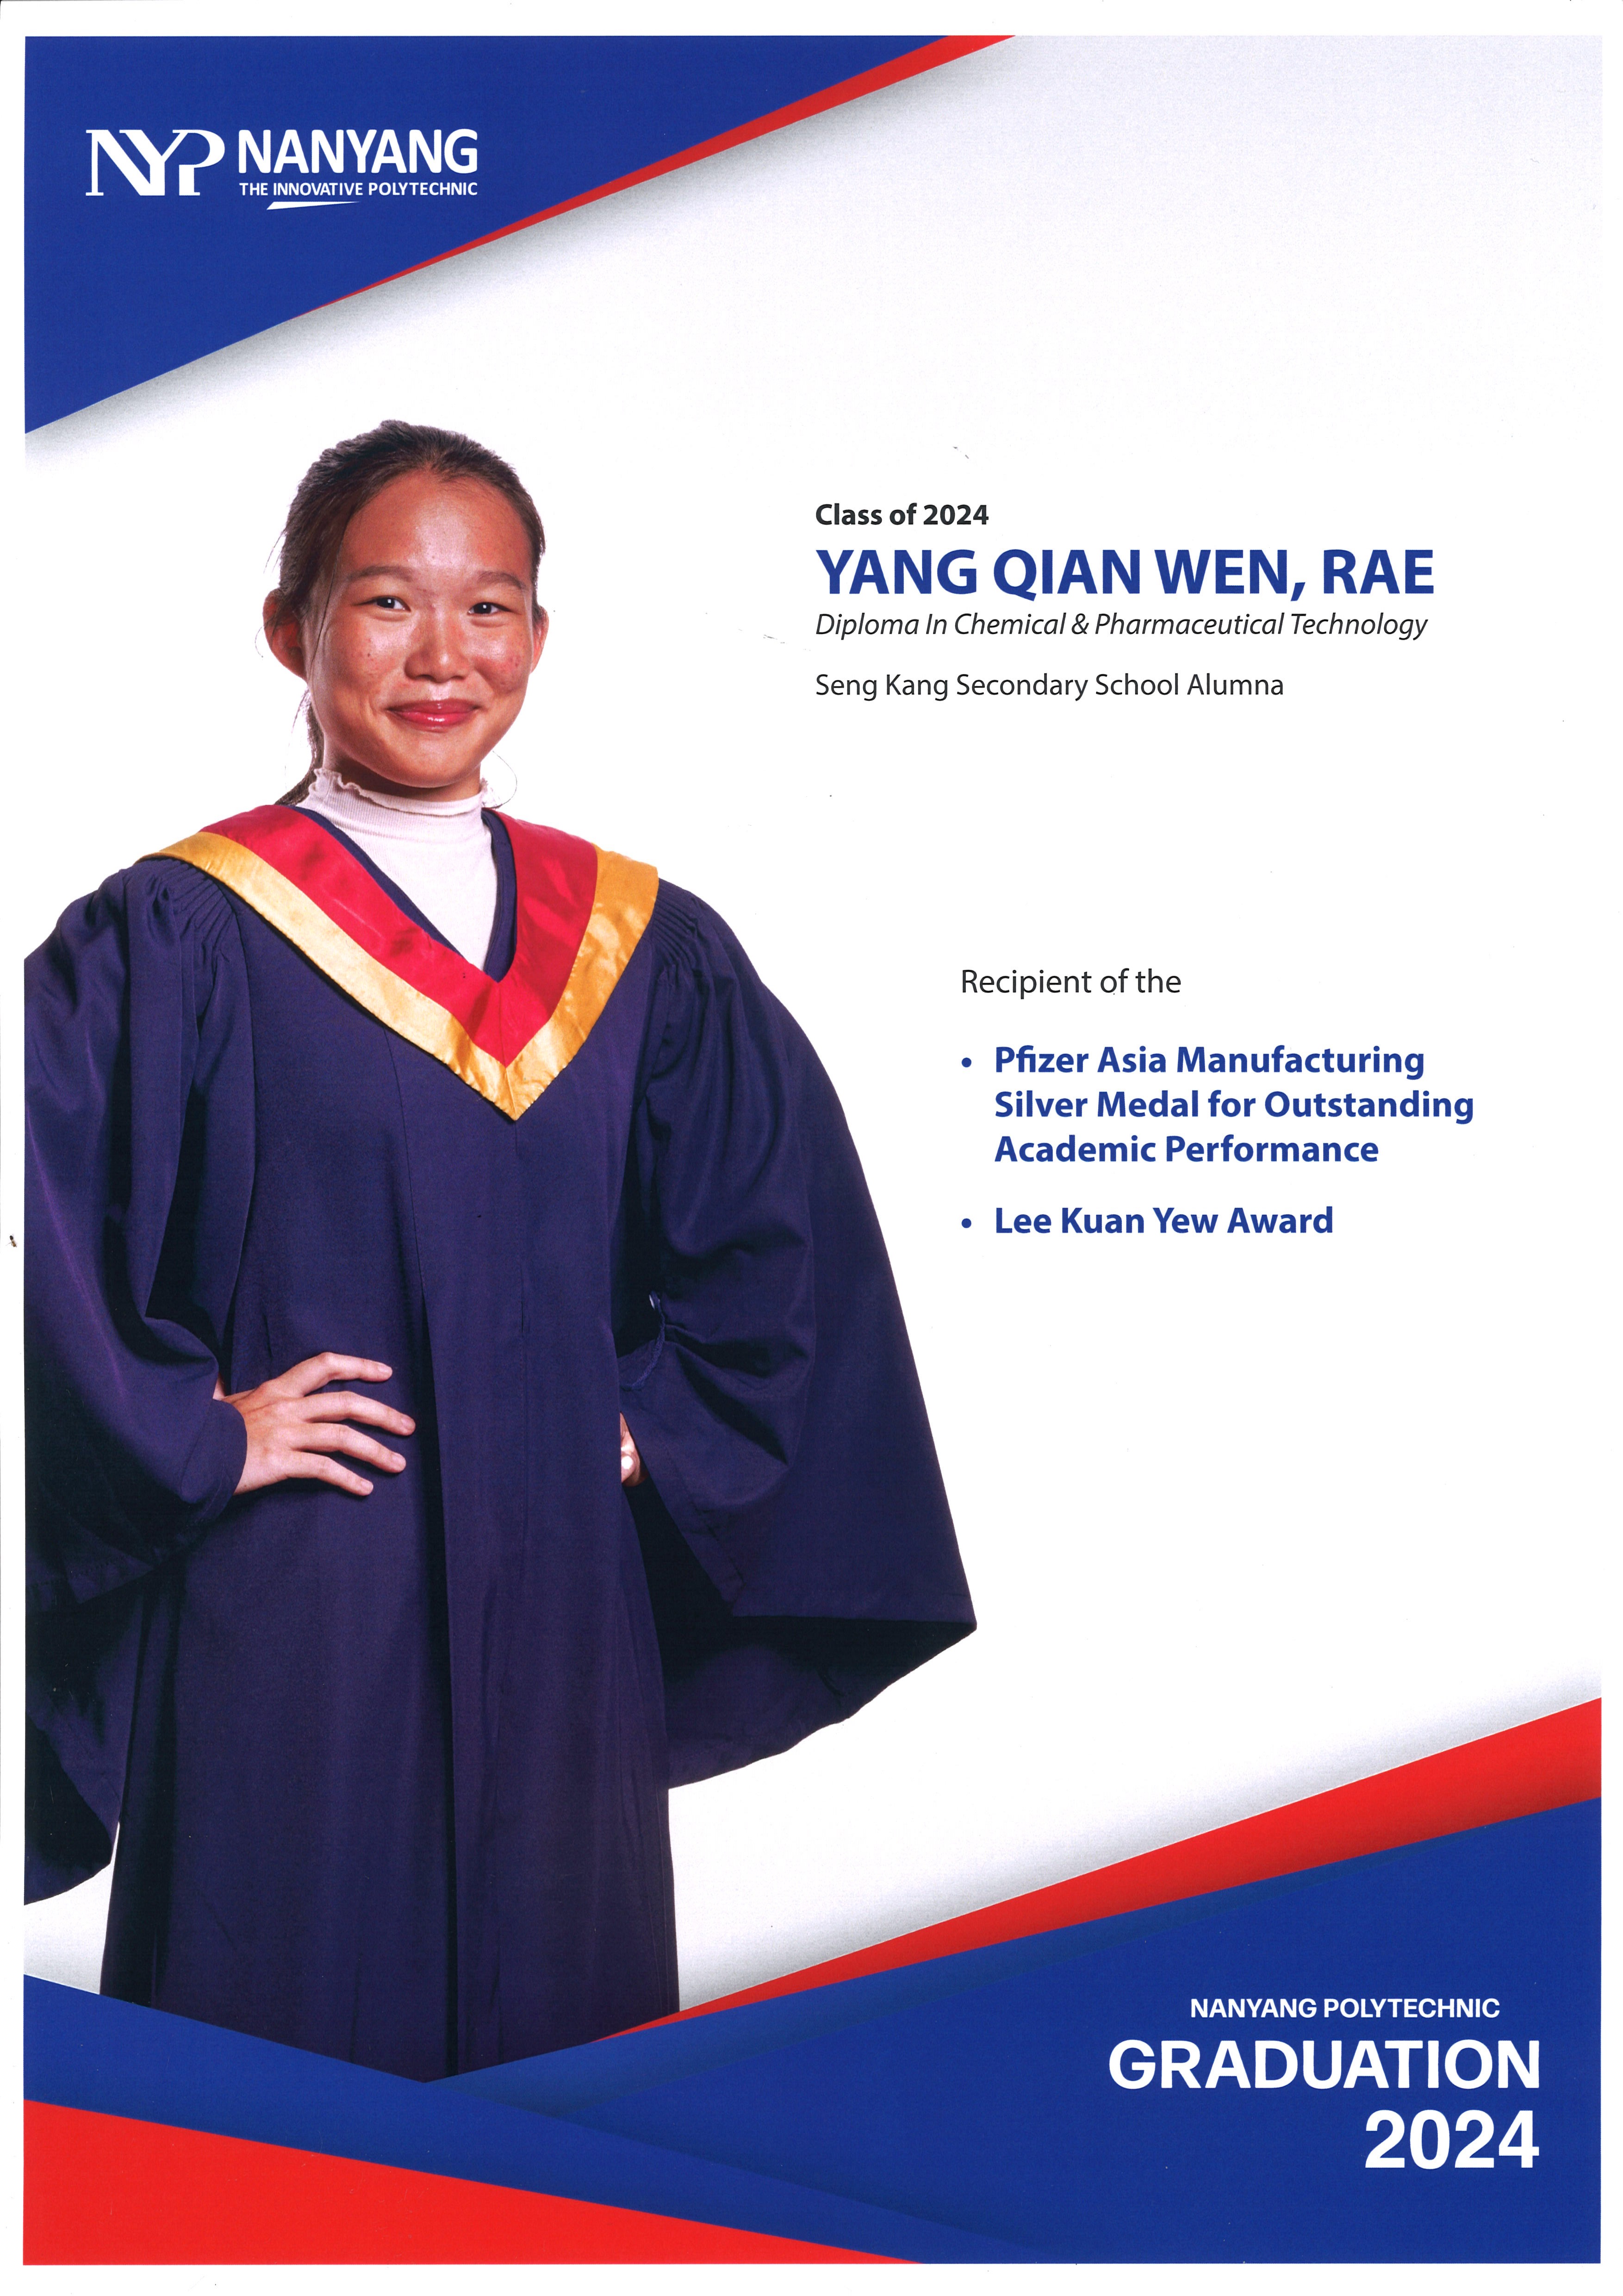 NYP NANYANG
THE INNOVATIVE POLYTECHNIC
Class of 2024
YANG QIAN WEN, RAE
Diploma In Chemical & Pharmaceutical Technology
Seng Kang Secondary School Alumna
Recipient of the
• Pfizer Asia Manufacturing
Silver Medal for Outstanding
Academic Performance
• Lee Kuan Yew Award
NANYANG POLYTECHNIC
GRADUATION
2024